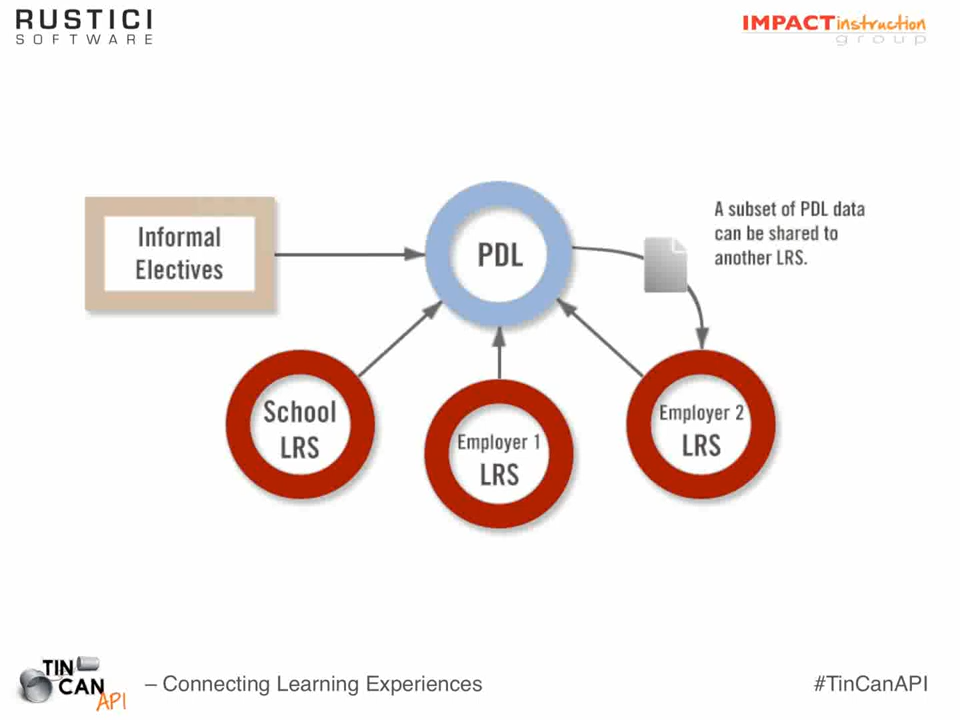 RUSTICI
SOFTWARE
IMPACTinstruction
group
Informal
Electives
PDL
A subset of PDL data
can be shared to
another LRS.
School
LRS
Employer 1
LRS
Employer 2
LRS
TIN
CAN
API
– Connecting Learning Experiences
#TinCanAPI